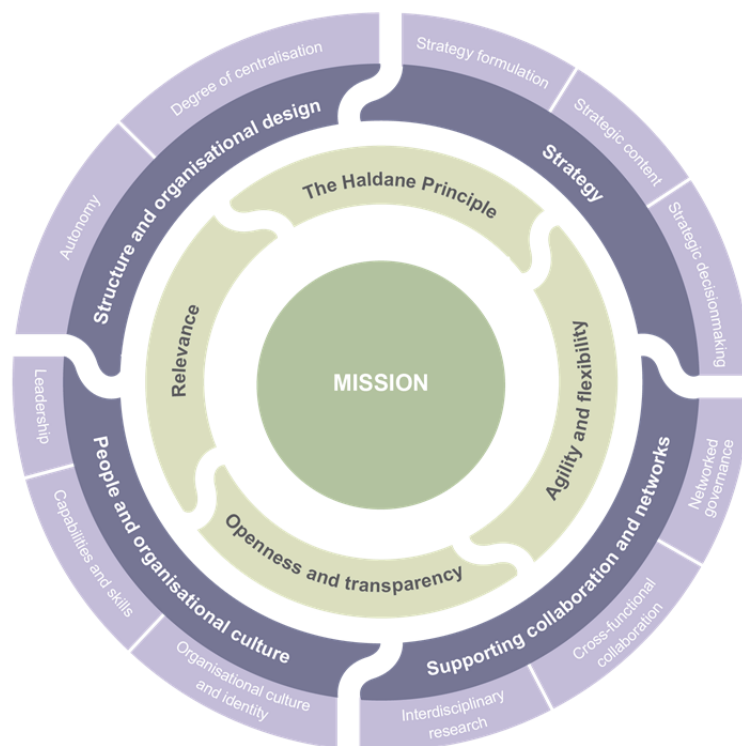 Degree of centralisation
Strategy formulation
Strategic content
Strategic decisionmaking
Autonomy
Structure and organisational design
Strategy
The Haldane Principle
Relevance
Agility and flexibility
Openness and transparency
MISSION
Leadership
Capabilities and skills
Organisational culture
and identity
People and organisational culture
Supporting collaboration and networks
Networked
governance
Cross-functional
collaboration
Interdisciplinary
research